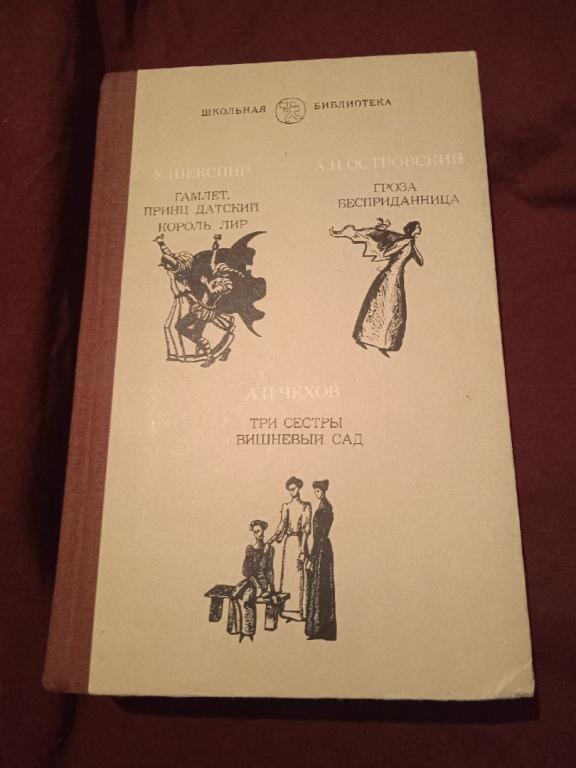 ШКОЛЬНАЯ БИБЛИОТЕКА
У. ШЕКСПИР
ГАМЛЕТ,
ПРИНЦ ДАТСКИЙ
КОРОЛЬ ЛИР
А.Н. ОСТРОВСКИЙ
ГРОЗА
БЕСПРИДАННИЦА
А.П. ЧЕХОВ
ТРИ СЕСТРЫ
ВИШНЕВЫЙ САД